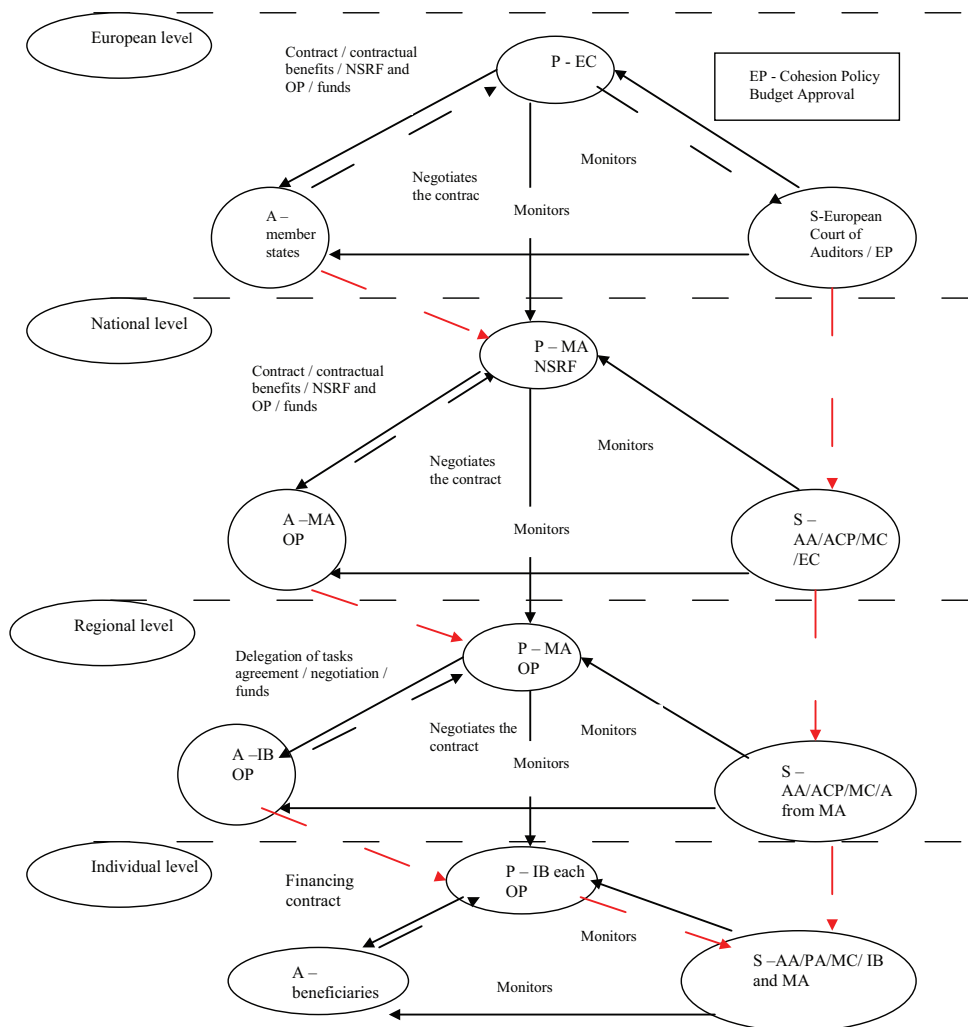 European level
Contract / contractual
benefits / NSRF and
OP / funds
P - EC
EP - Cohesion Policy
Budget Approval
Monitors
Negotiates
the contrac
Monitors
A –
member
states
S-European
Court of
Auditors / EP
National level
P – MA
NSRF
Contract / contractual
benefits / NSRF and
OP / funds
Monitors
Negotiates
the contract
A –MA
OP
Monitors
S –
AA/ACP/MC
/EC
Regional level
P – MA
OP
Delegation of tasks
agreement / negotiation /
funds
Negotiates the
contract
Monitors
Monitors
A –IB
OP
S –
AA/ACP/MC/A
from MA
Individual level
P – IB each
OP
Financing
contract
Monitors
A –
beneficiaries
Monitors
S –AA/PA/MC/ IB
and MA